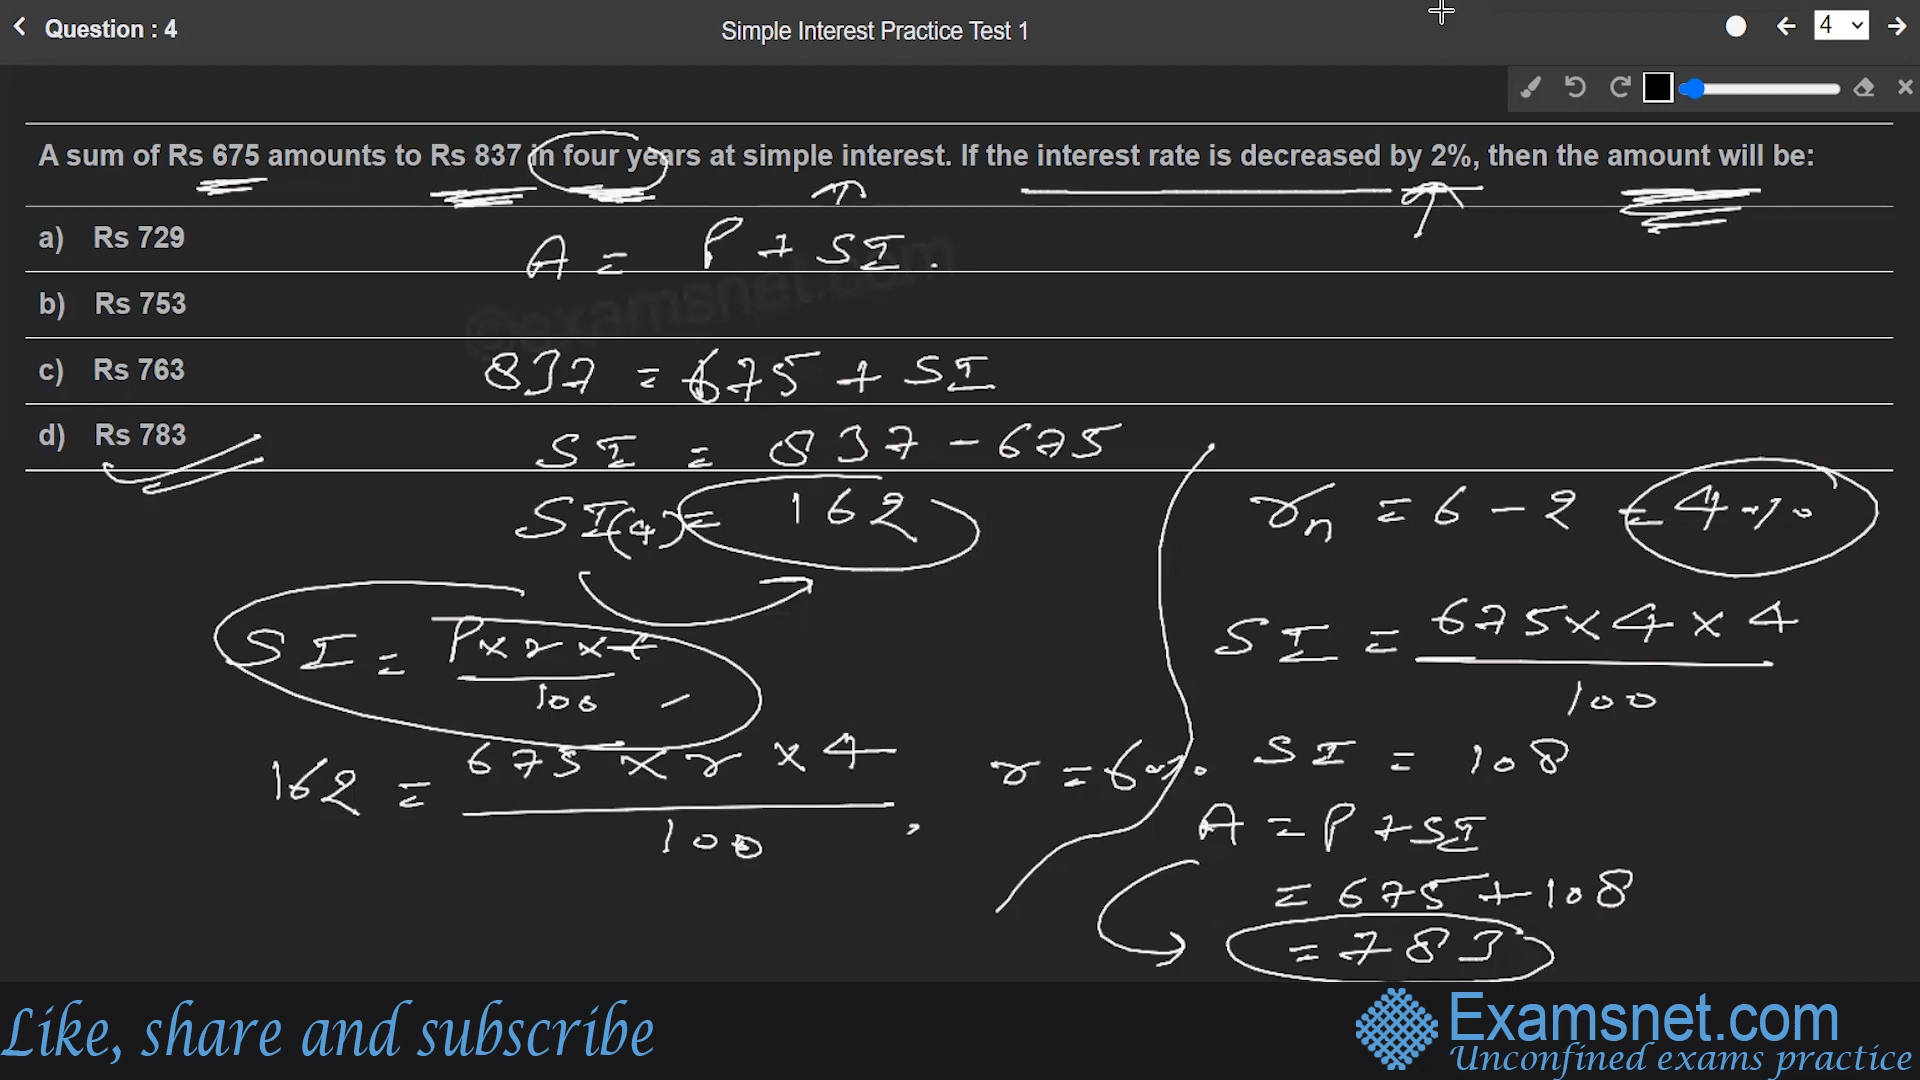 Question : 4
Simple Interest Practice Test 1
4
A sum of Rs 675 amounts to Rs 837 in four years at simple interest. If the interest rate is decreased by 2%, then the amount will be:
a) Rs 729
A = P + SI.
©examsnet.com
b) Rs 753
c) Rs 763
837 = 675 + SI
d) Rs 783
SI = 837 - 675
SI(4) = 162
SI = P×r×t
100
162 = 675 × r × 4
100
r = 6%
rn = 6 - 2 = 4%
SI = 675×4×4
100
SI = 108
A = P+SI
= 675+108
= 783
Like, share and subscribe
Examsnet.com
Unconfined exams practice